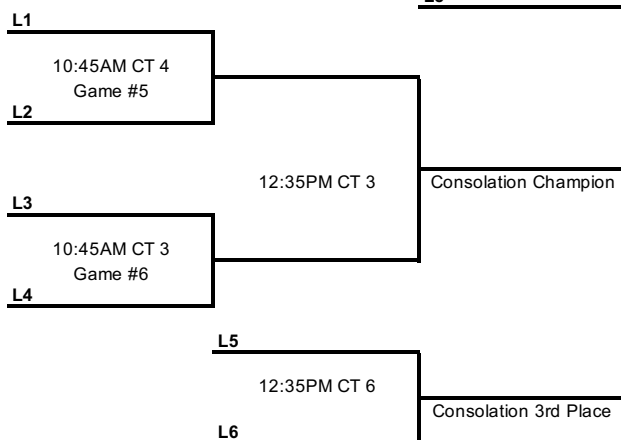 L1
10:45AM CT 4
Game #5
L2
12:35PM CT 3
Consolation Champion
L3
10:45AM CT 3
Game #6
L4
L5
12:35PM CT 6
Consolation 3rd Place
L6